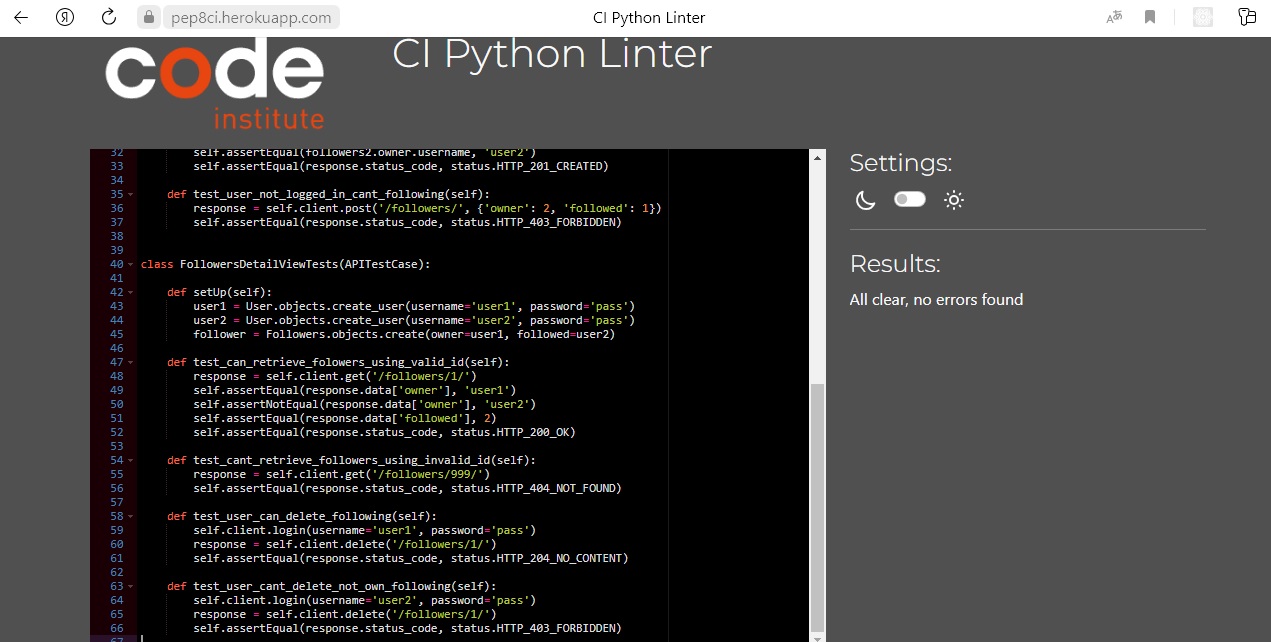 pep8ci.herokuapp.com
CI Python Linter
code
institute
CI Python Linter
32 self.assertEqual(followers2.owner.username, 'user2')
33 self.assertEqual(response.status_code, status.HTTP_201_CREATED)
34
35 def test_user_not_logged_in_cant_following(self):
36 response = self.client.post('/followers/', {'owner': 2, 'followed': 1})
37 self.assertEqual(response.status_code, status.HTTP_403_FORBIDDEN)
38
39
40 class FollowersDetailViewTests(APITestCase):
41
42 def setUp(self):
43 user1 = User.objects.create_user(username='user1', password='pass')
44 user2 = User.objects.create_user(username='user2', password='pass')
45 follower = Followers.objects.create(owner=user1, followed=user2)
46
47 def test_can_retrieve_folowers_using_valid_id(self):
48 response = self.client.get('/followers/1/')
49 self.assertEqual(response.data['owner'], 'user1')
50 self.assertNotEqual(response.data['owner'], 'user2')
51 self.assertEqual(response.data['followed'], 2)
52 self.assertEqual(response.status_code, status.HTTP_200_OK)
53
54 def test_cant_retrieve_followers_using_invalid_id(self):
55 response = self.client.get('/followers/999/')
56 self.assertEqual(response.status_code, status.HTTP_404_NOT_FOUND)
57
58 def test_user_can_delete_following(self):
59 self.client.login(username='user1', password='pass')
60 response = self.client.delete('/followers/1/')
61 self.assertEqual(response.status_code, status.HTTP_204_NO_CONTENT)
62
63 def test_user_cant_delete_not_own_following(self):
64 self.client.login(username='user2', password='pass')
65 response = self.client.delete('/followers/1/')
66 self.assertEqual(response.status_code, status.HTTP_403_FORBIDDEN)
67
Settings:
Results:
All clear, no errors found